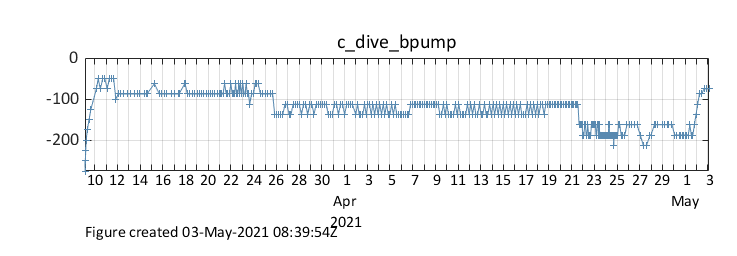 c_dive_bpump
0
-100
-200
10 12 14 16 18 20 22 24 26 28 30 1 3 5 7 9 11 13 15 17 19 21 23 25 27 29 1 3
Apr May
2021
Figure created 03-May-2021 08:39:54Z